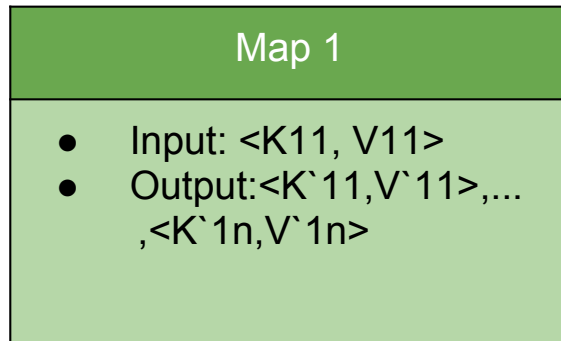 Map 1
● Input: <K11, V11>
● Output:<K`11,V`11>,...
,<K`1n,V`1n>